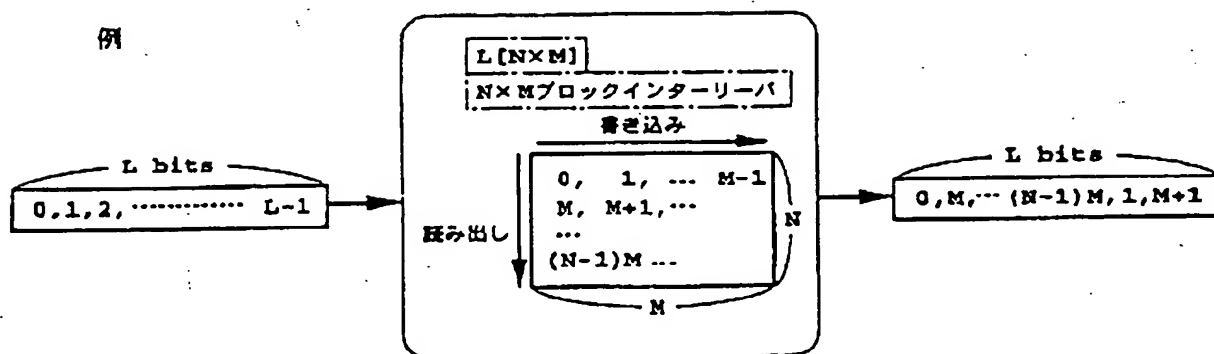 例
L[N×M]
N×Mブロックインターリーバ
書き込み
L bits
0,1,2,………… L-1
読み出し
0, 1, … M-1
M, M+1,…
…
(N-1)M …
N
M
L bits
0,M,… (N-1)M,1,M+1